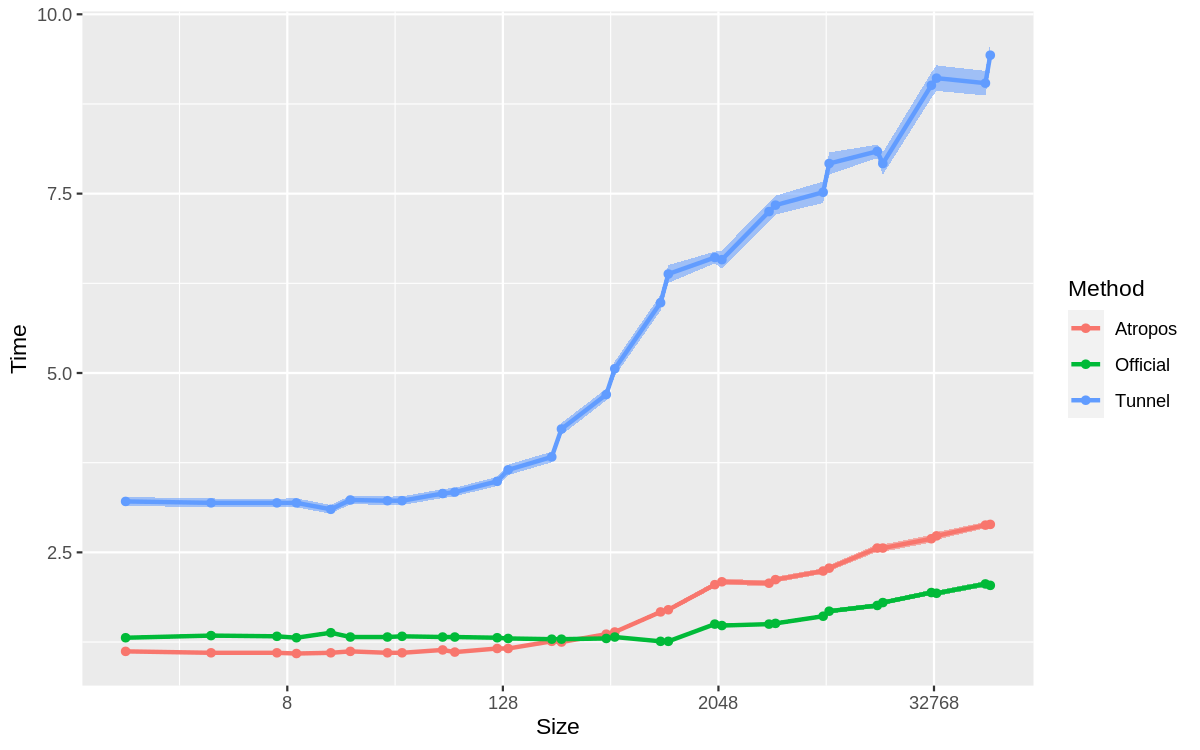 10.0
7.5
5.0
2.5
Time
8
128
2048
32768
Size
Method
Atropos
Official
Tunnel